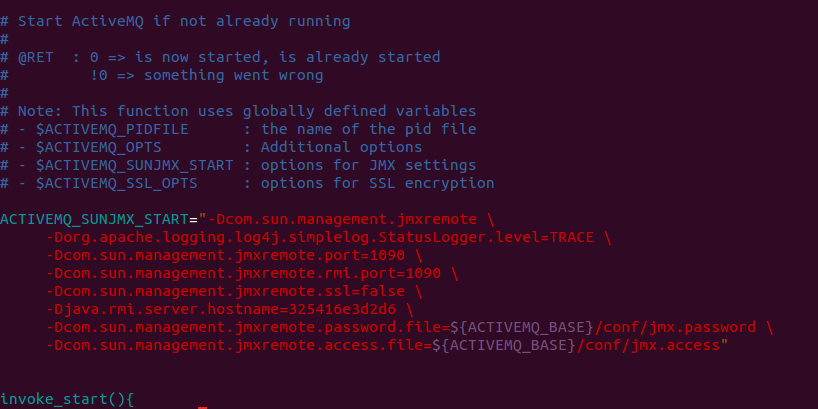 # Start ActiveMQ if not already running
#
# @RET  : 0 => is now started, is already started
#         !0 => something went wrong
#
# Note: This function uses globally defined variables
# - $ACTIVEMQ_PIDFILE      : the name of the pid file
# - $ACTIVEMQ_OPTS         : Additional options
# - $ACTIVEMQ_SUNJMX_START : options for JMX settings
# - $ACTIVEMQ_SSL_OPTS     : options for SSL encryption
ACTIVEMQ_SUNJMX_START="-Dcom.sun.management.jmxremote \
     -Dorg.apache.logging.log4j.simplelog.StatusLogger.level=TRACE \
     -Dcom.sun.management.jmxremote.port=1090 \
     -Dcom.sun.management.jmxremote.rmi.port=1090 \
     -Dcom.sun.management.jmxremote.ssl=false \
     -Djava.rmi.server.hostname=325416e3d2d6 \
     -Dcom.sun.management.jmxremote.password.file=${ACTIVEMQ_BASE}/conf/jmx.password \
     -Dcom.sun.management.jmxremote.access.file=${ACTIVEMQ_BASE}/conf/jmx.access"
invoke_start(){